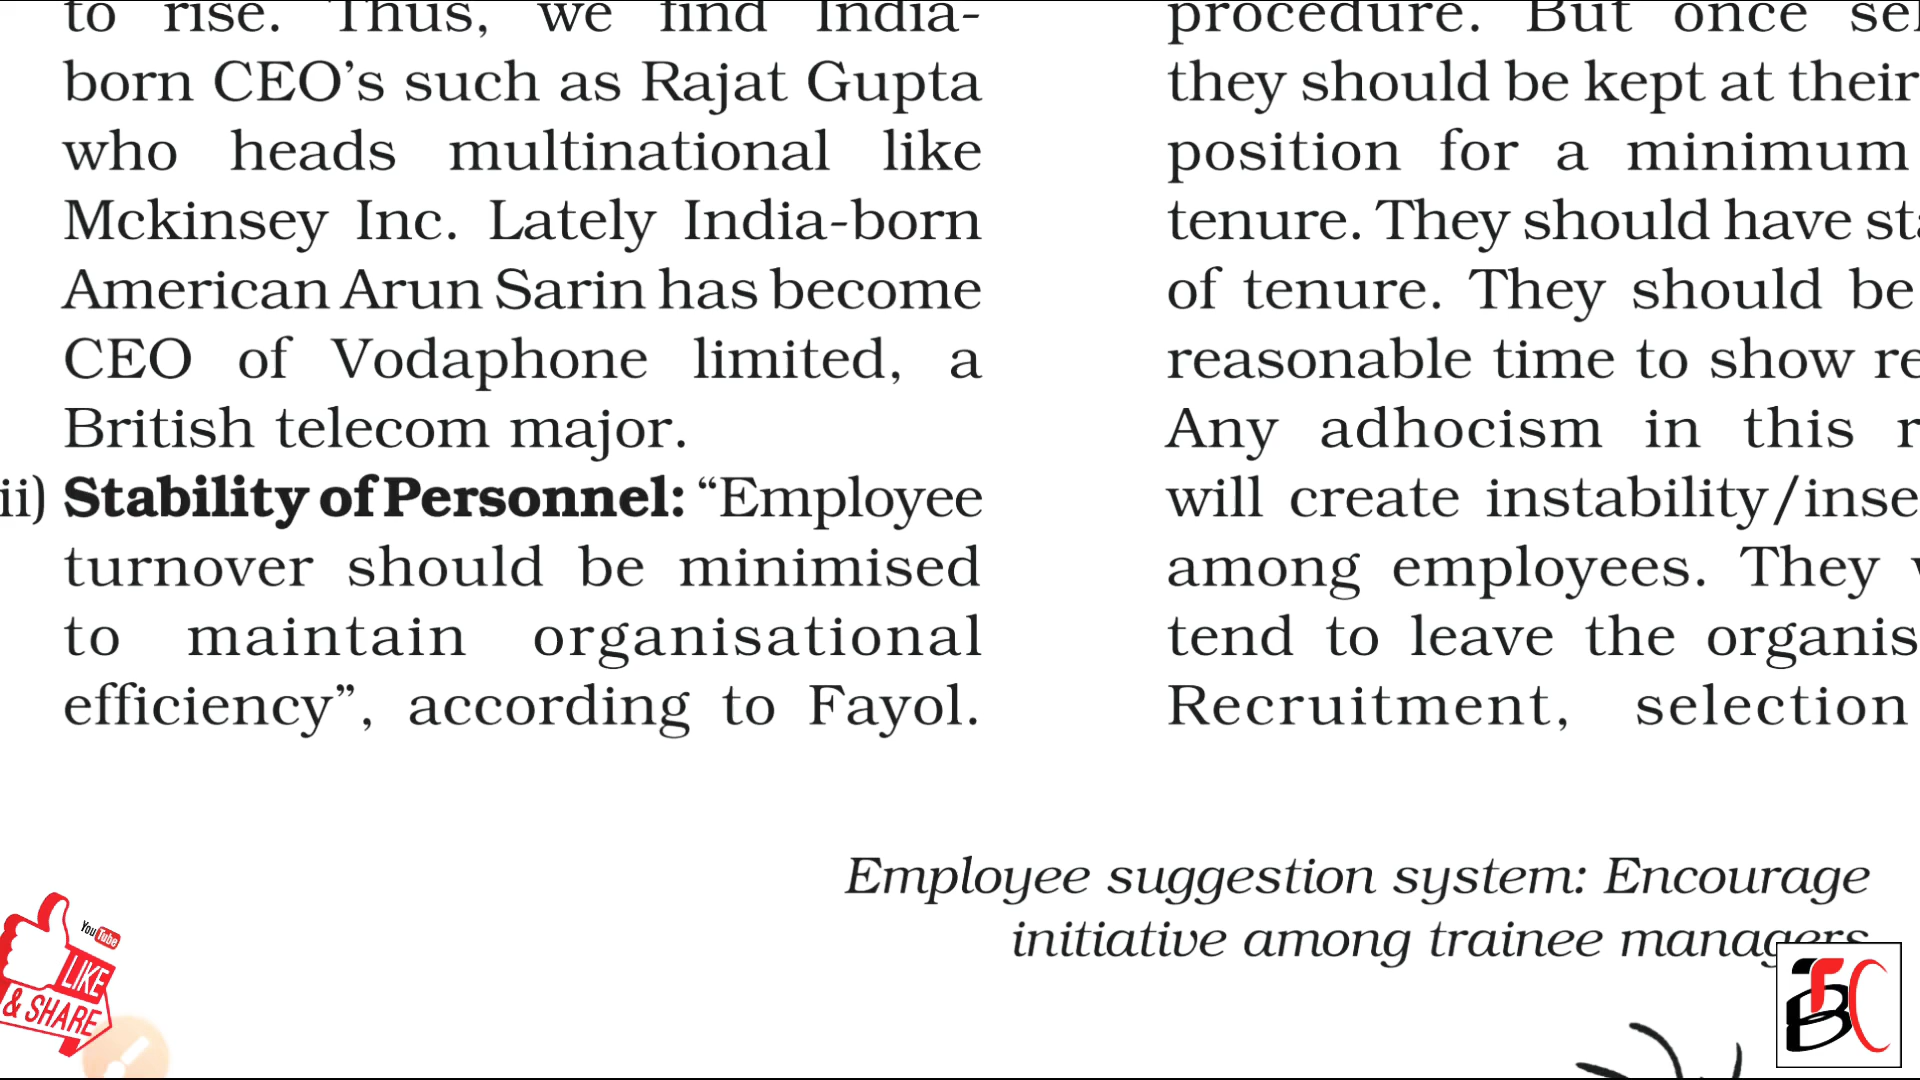 to rise. Thus, we find India-
born CEO’s such as Rajat Gupta
who heads multinational like
Mckinsey Inc. Lately India-born
American Arun Sarin has become
CEO of Vodaphone limited, a
British telecom major.
ii) Stability of Personnel: “Employee
turnover should be minimised
to maintain organisational
efficiency”, according to Fayol.
procedure. But once sel
they should be kept at their
position for a minimum
tenure. They should have sta
of tenure. They should be
reasonable time to show re
Any adhocism in this r
will create instability/inse
among employees. They
tend to leave the organis
Recruitment, selection
Employee suggestion system: Encourage
initiative among trainee managers
YouTube
LIKE
& SHARE
TBC